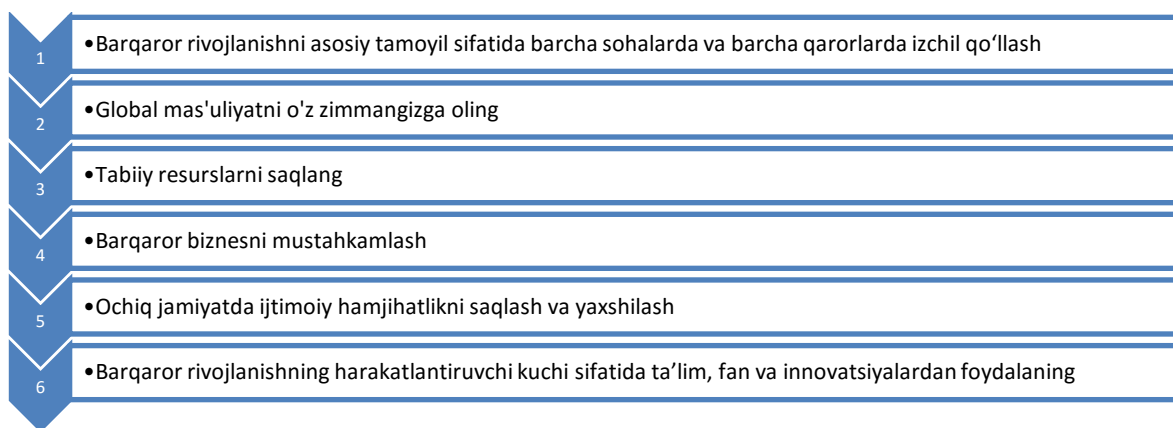 1
•Barqaror rivojlanishni asosiy tamoyil sifatida barcha sohalarda va barcha qarorlarda izchil qo‘llash
2
•Global mas'uliyatni o'z zimmangizga oling
3
•Tabiiy resurslarni saqlang
4
•Barqaror biznesni mustahkamlash
5
•Ochiq jamiyatda ijtimoiy hamjihatlikni saqlash va yaxshilash
6
•Barqaror rivojlanishning harakatlantiruvchi kuchi sifatida ta’lim, fan va innovatsiyalardan foydalaning